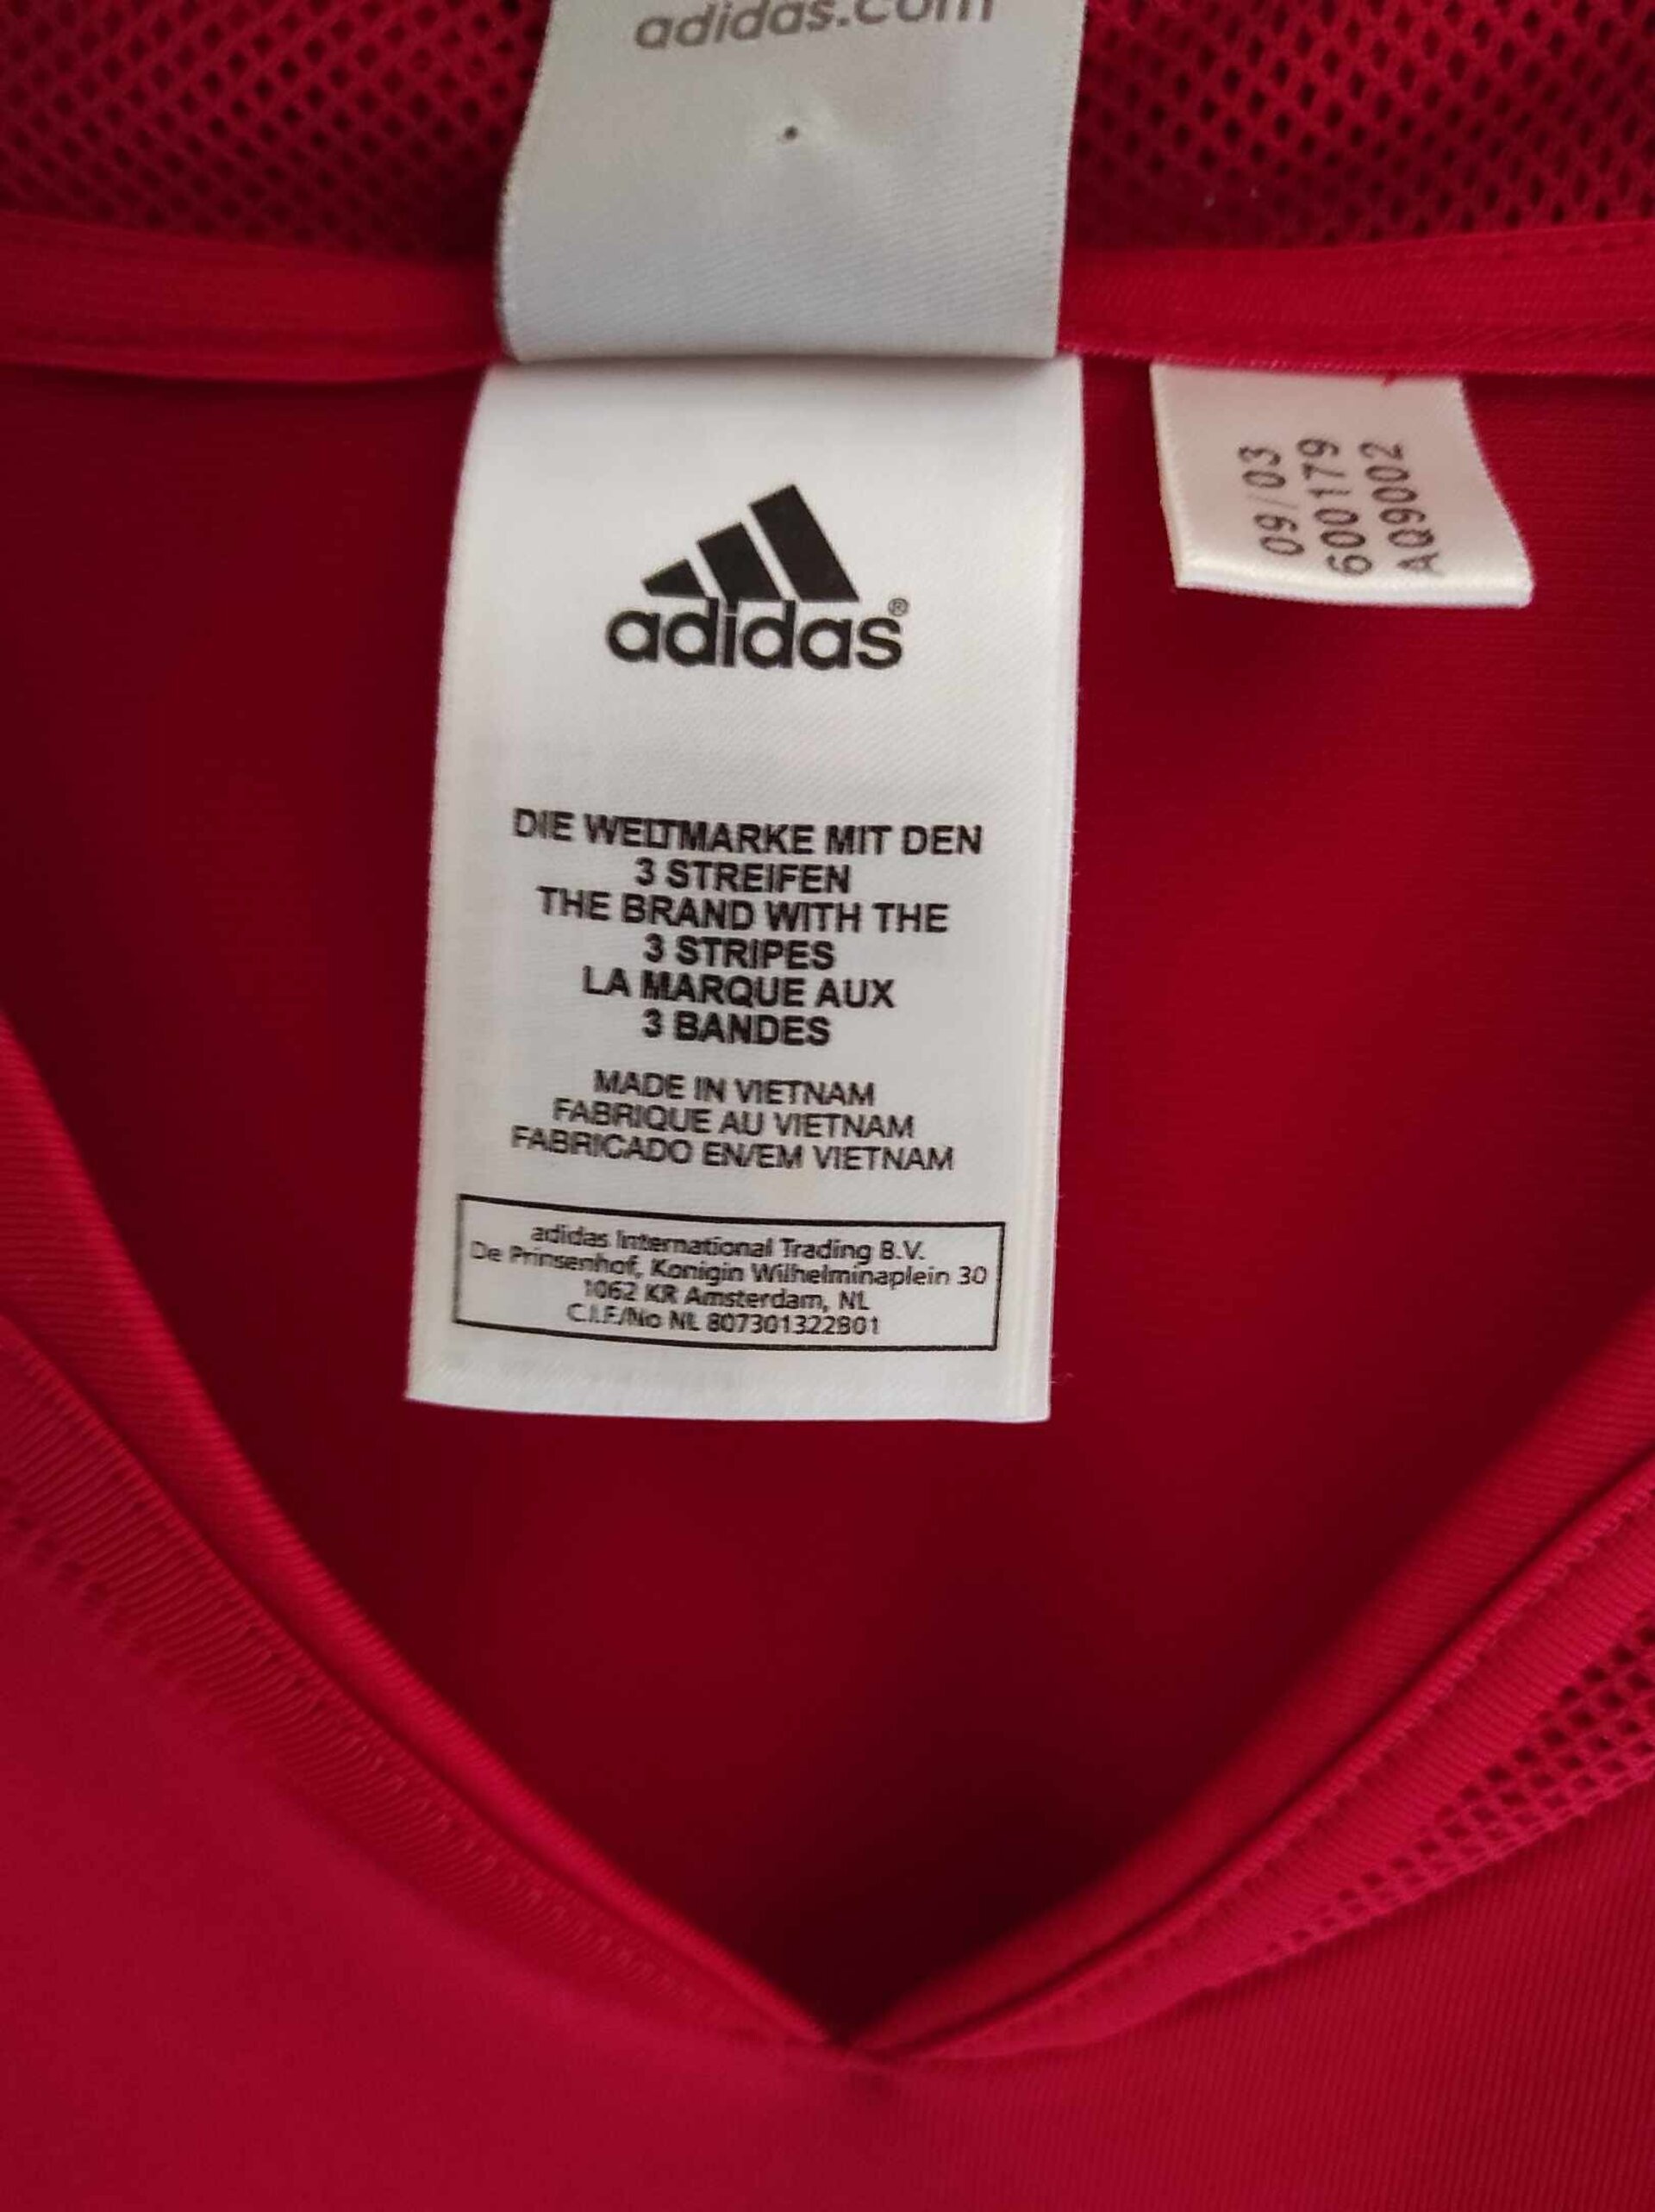 adidas.com
adidas®
DIE WELTMARKE MIT DEN
3 STREIFEN
THE BRAND WITH THE
3 STRIPES
LA MARQUE AUX
3 BANDES
MADE IN VIETNAM
FABRIQUE AU VIETNAM
FABRICADO EN/EM VIETNAM
adidas International Trading B.V.
De Prinsenhof, Konigin Wilhelminaplein 30
1062 KR Amsterdam, NL
C.I.F./No NL 807301322B01
09/03
600179
AQ9002